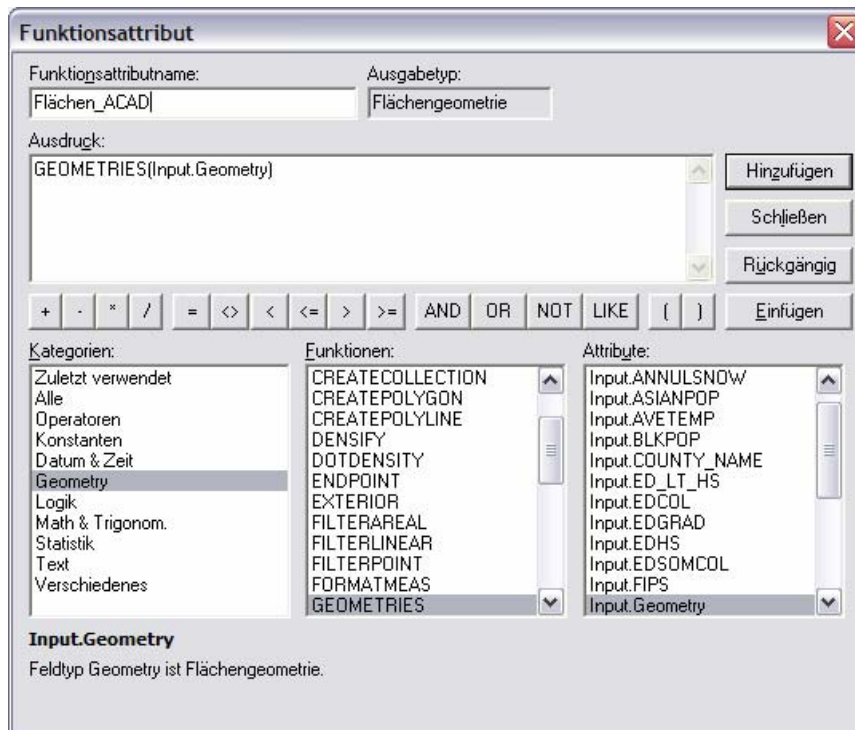 Funktionsattribut
Funktionsattributname:
Ausgabetyp:
Flächen_ACAD
Flächengeometrie
Ausdruck:
GEOMETRIES(Input.Geometry)
Hinzufügen
Schließen
Rückgängig
+ - * / = <> < <= > >= AND OR NOT LIKE ( )
Einfügen
Kategorien:
Zuletzt verwendet
Alle
Operatoren
Konstanten
Datum & Zeit
Geometry
Logik
Math & Trigonom.
Statistik
Text
Verschiedenes
Funktionen:
CREATECOLLECTION
CREATEPOLYGON
CREATEPOLYLINE
DENSIFY
DOTDENSITY
ENDPOINT
EXTERIOR
FILTERAREAL
FILTERLINEAR
FILTERPOINT
FORMATMEAS
GEOMETRIES
Attribute:
Input.ANNULSNOW
Input.ASIANPOP
Input.AVETEMP
Input.BLKPOP
Input.COUNTY_NAME
Input.ED_LT_HS
Input.EDCOL
Input.EDGRAD
Input.EDHS
Input.EDSOMCOL
Input.FIPS
Input.Geometry
Input.Geometry
Feldtyp Geometry ist Flächengeometrie.